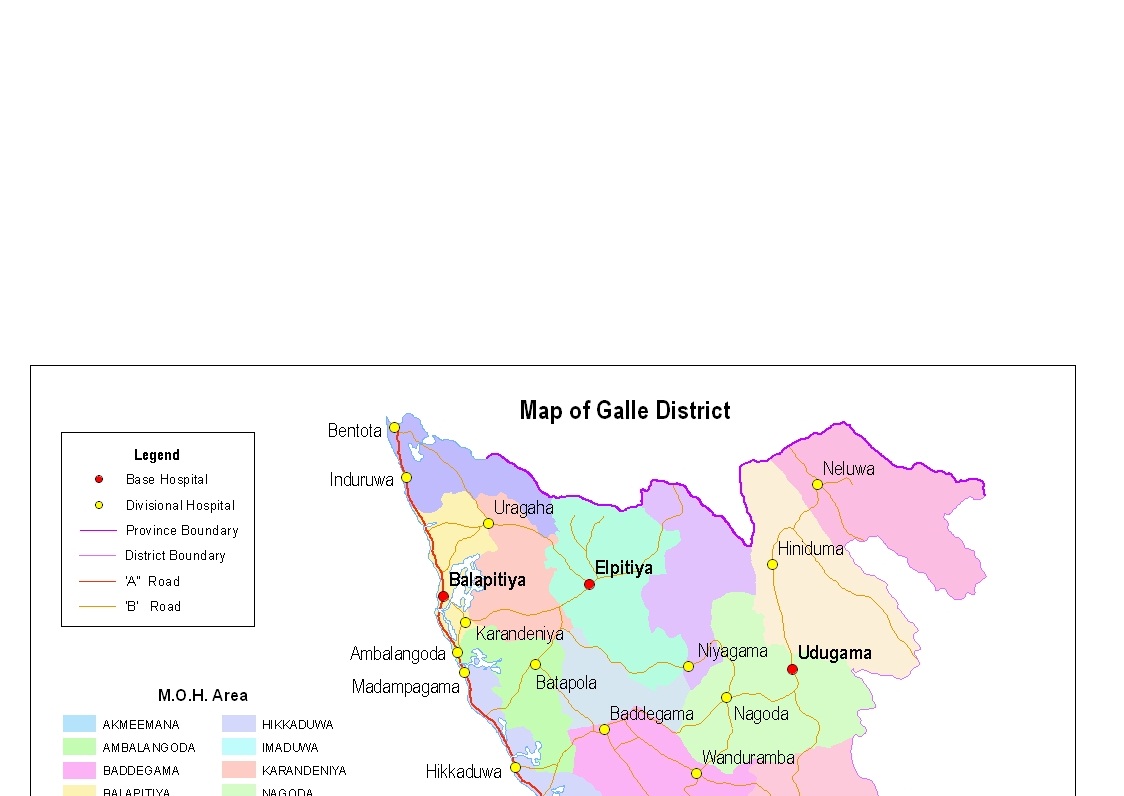 Map of Galle District
Bentota
Legend
Base Hospital
Divisional Hospital
Province Boundary
District Boundary
'A" Road
'B' Road
Neluwa
Induruwa
Uragaha
Hiniduma
Elpitiya
Balapitiya
Karandeniya
Niyagama
Udugama
Ambalangoda
Batapola
Madampagama
Baddegama
Nagoda
Wanduramba
Hikkaduwa
M.O.H. Area
AKMEEMANA
HIKKADUWA
AMBALANGODA
IMADUWA
BADDEGAMA
KARANDENIYA
BALAPITIYA
NAGODA